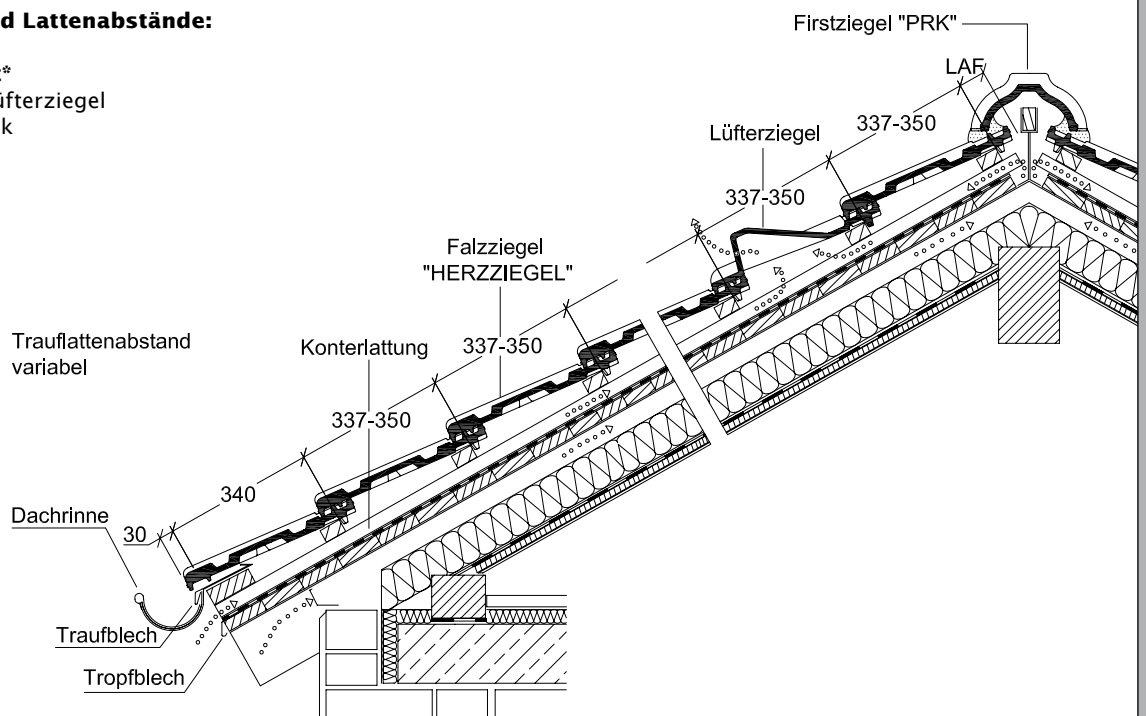 d Lattenabstände:
üfterziegel
k
Firstziegel "PRK"
LAF
337-350
Lüfterziegel
337-350
Falzziegel
"HERZZIEGEL"
337-350
Trauflattenabstand
variabel
Konterlattung
337-350
340
Dachrinne
30
Traufblech
Tropfblech